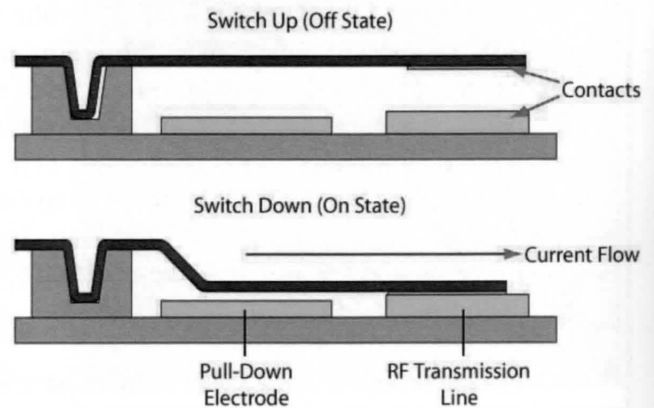 Switch Up (Off State)
Contacts
Switch Down (On State)
Current Flow
Pull-Down
Electrode
RF Transmission
Line